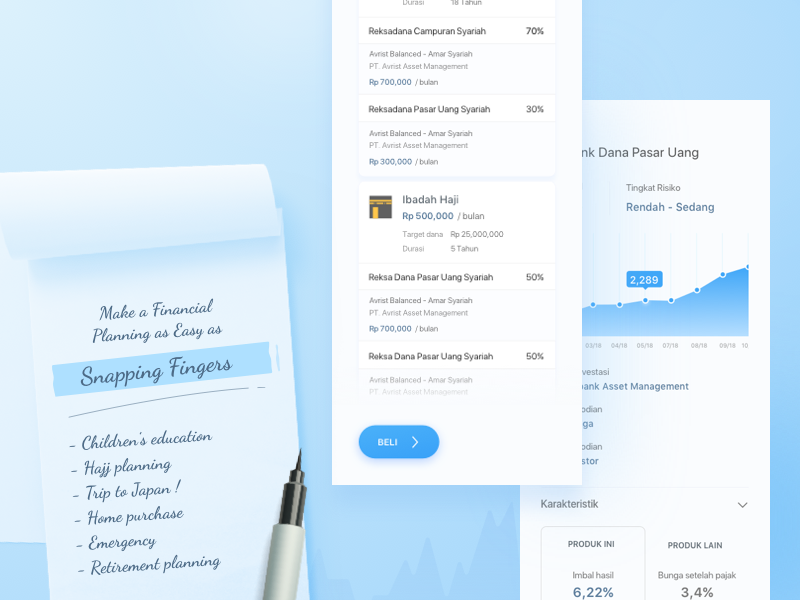 Make a Financial
Planning as Easy as
Snapping Fingers
- Children's education
- Hajj planning
- Trip to Japan !
- Home purchase
- Emergency
- Retirement planning
Durasi 18 Tahun
Reksadana Campuran Syariah 70%
Avrist Balanced - Amar Syariah
PT. Avrist Asset Management
Rp 700,000 / bulan
Reksadana Pasar Uang Syariah 30%
Avrist Balanced - Amar Syariah
PT. Avrist Asset Management
Rp 300,000 / bulan
Ibadah Haji
Rp 500,000 / bulan
Target dana Rp 25,000,000
Durasi 5 Tahun
Reksa Dana Pasar Uang Syariah 50%
Avrist Balanced - Amar Syariah
PT. Avrist Asset Management
Rp 700,000 / bulan
Reksa Dana Pasar Uang Syariah 50%
Avrist Balanced - Amar Syariah
PT. Avrist Asset Management
BELI
nk Dana Pasar Uang
Tingkat Risiko
Rendah - Sedang
2,289
03/18 04/18 05/18 07/18 08/18 09/18 10
vestasi
ank Asset Management
odian
ga
odian
stor
Karakteristik
PRODUK INI PRODUK LAIN
Imbal hasil Bunga setelah pajak
6,22% 3,4%